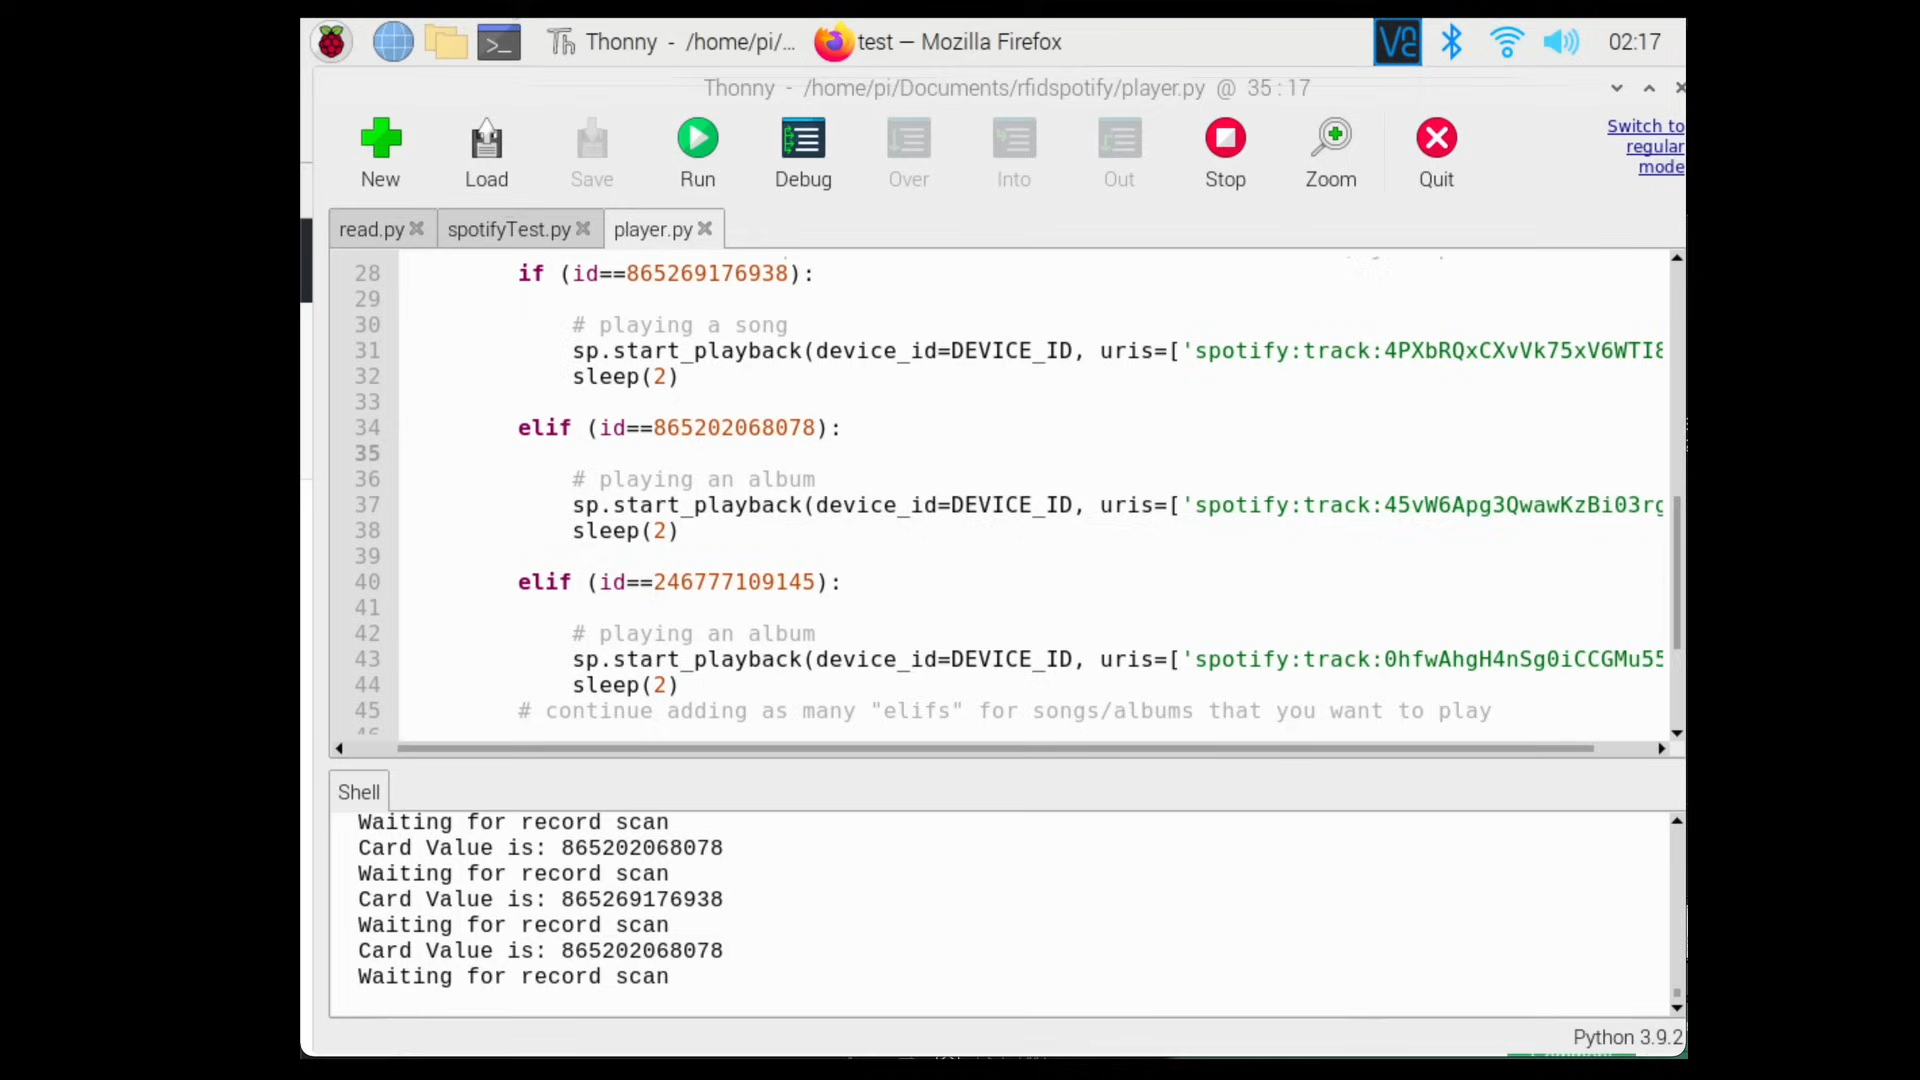 Thonny - /home/pi/...
test — Mozilla Firefox
02:17
Thonny - /home/pi/Documents/rfidspotify/player.py @ 35 : 17
New
Load
Save
Run
Debug
Over
Into
Out
Stop
Zoom
Quit
Switch to
regular
mode
read.py
spotifyTest.py
player.py
28 if (id==865269176938):
29
30 # playing a song
31 sp.start_playback(device_id=DEVICE_ID, uris=['spotify:track:4PXbRQxCXvVk75xV6WTI8
32 sleep(2)
33
34 elif (id==865202068078):
35
36 # playing an album
37 sp.start_playback(device_id=DEVICE_ID, uris=['spotify:track:45vW6Apg3QwawKzBi03rg
38 sleep(2)
39
40 elif (id==246777109145):
41
42 # playing an album
43 sp.start_playback(device_id=DEVICE_ID, uris=['spotify:track:0hfwAhgH4nSg0iCCGMu55
44 sleep(2)
45 # continue adding as many "elifs" for songs/albums that you want to play
Shell
Waiting for record scan
Card Value is: 865202068078
Waiting for record scan
Card Value is: 865269176938
Waiting for record scan
Card Value is: 865202068078
Waiting for record scan
Python 3.9.2